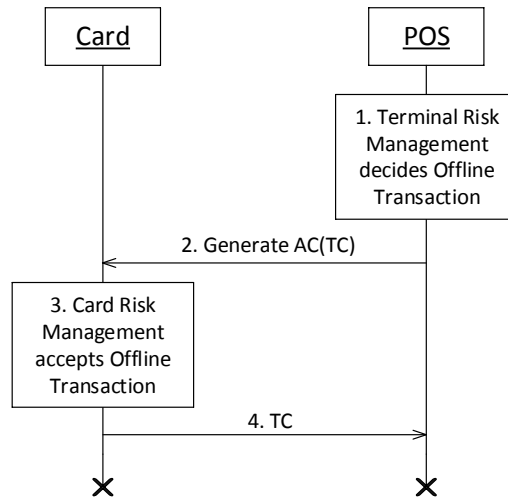 Card
POS
1. Terminal Risk
Management
decides Offline
Transaction
2. Generate AC(TC)
3. Card Risk
Management
accepts Offline
Transaction
4. TC